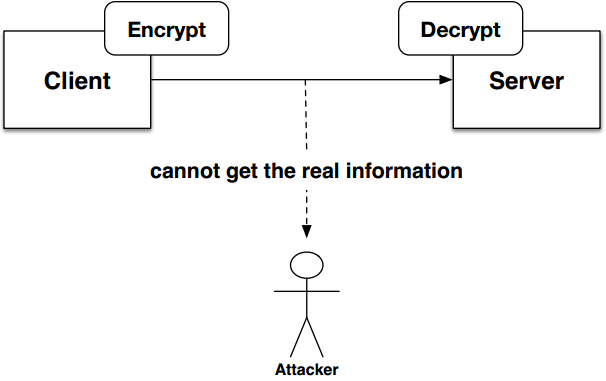 Encrypt
Decrypt
Client
Server
cannot get the real information
Attacker